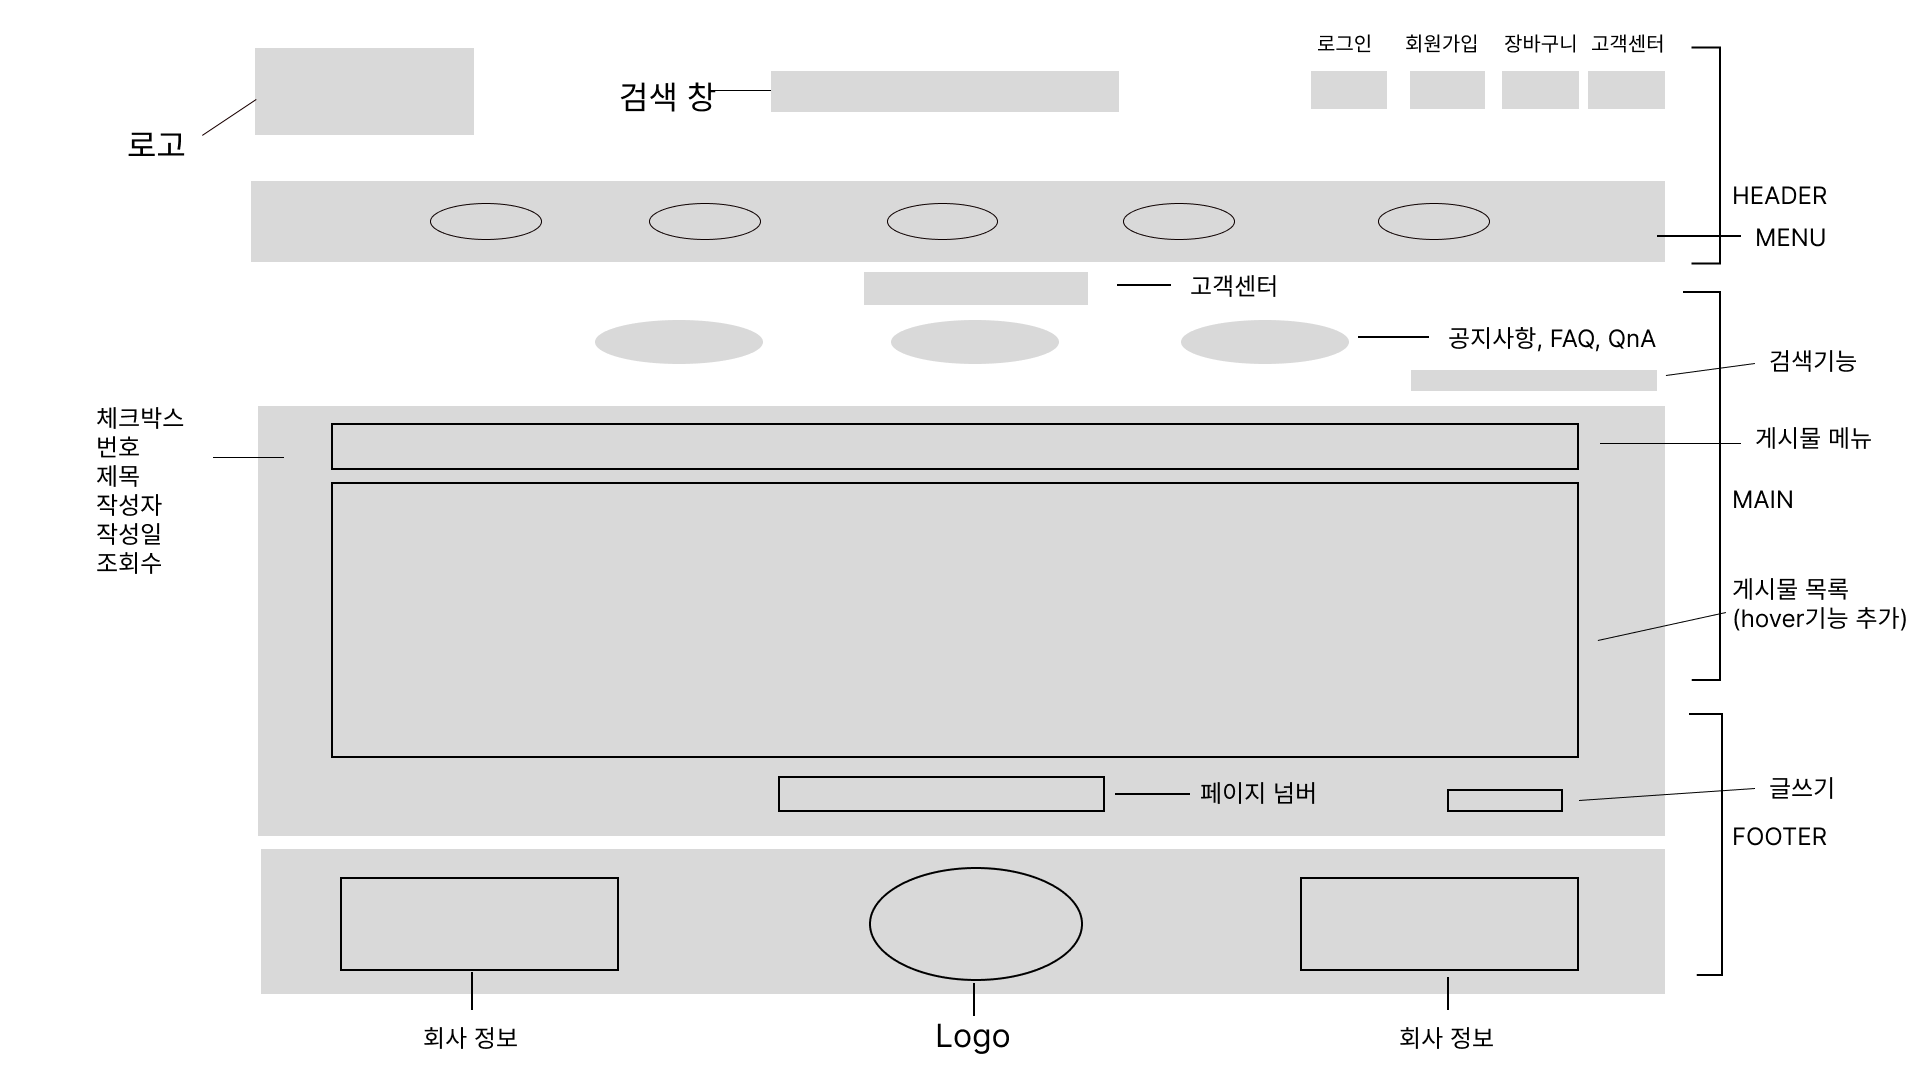 로그인
회원가입
장바구니
고객센터
검색 창
로고
HEADER
MENU
고객센터
공지사항, FAQ, QnA
검색기능
체크박스
번호
제목
작성자
작성일
조회수
게시물 메뉴
MAIN
게시물 목록
(hover기능 추가)
페이지 넘버
글쓰기
FOOTER
회사 정보
Logo
회사 정보